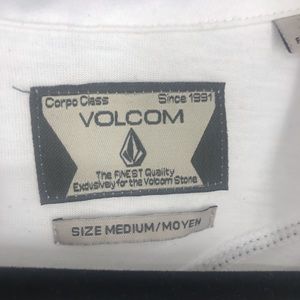 Corpo Class Since 1991
VOLCOM
The FINEST Quality
Exclusively for the Volcom Stone
SIZE MEDIUM/MOYEN